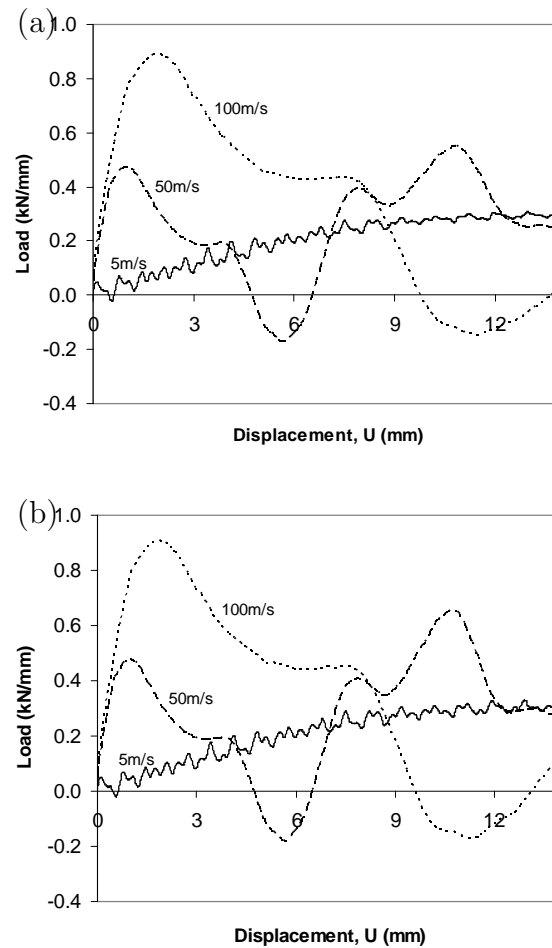 (a)
1.0
0.8
0.6
0.4
0.2
0.0
-0.2
-0.4
Load (kN/mm)
100m/s
50m/s
5m/s
0 3 6 9 12
Displacement, U (mm)
(b)
1.0
0.8
0.6
0.4
0.2
0.0
-0.2
-0.4
Load (kN/mm)
100m/s
50m/s
5m/s
0 3 6 9 12
Displacement, U (mm)